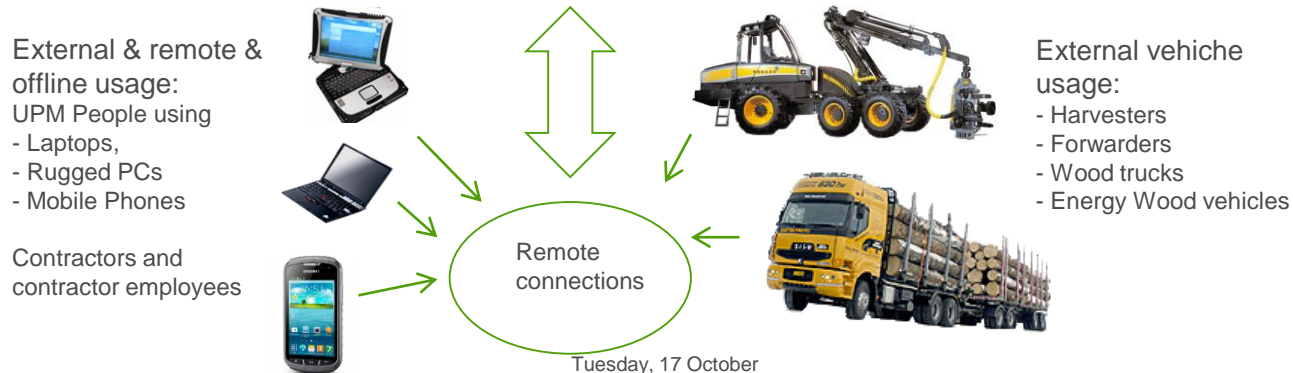 External & remote &
offline usage:
UPM People using
- Laptops,
- Rugged PCs
- Mobile Phones
Contractors and
contractor employees
Remote
connections
External vehiche
usage:
- Harvesters
- Forwarders
- Wood trucks
- Energy Wood vehicles
Tuesday, 17 October